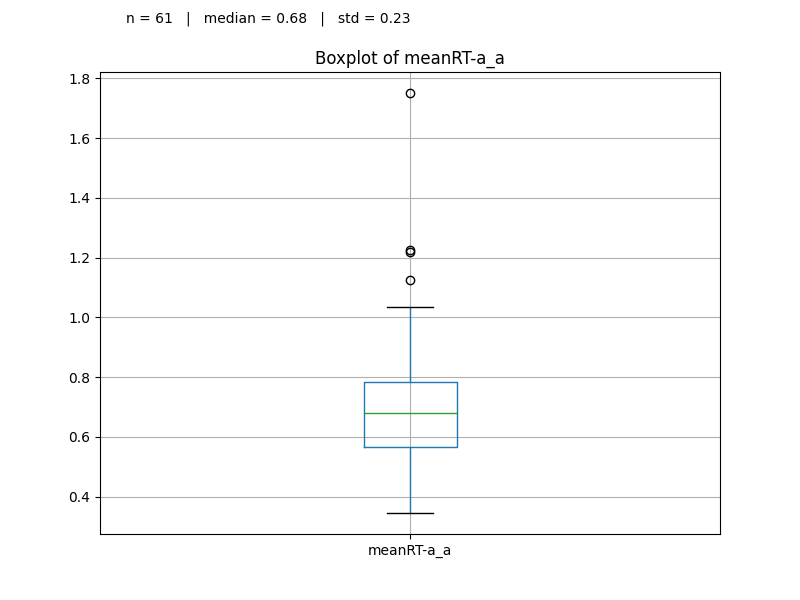 n = 61   |   median = 0.68   |   std = 0.23
Boxplot of meanRT-a_a
1.8
1.6
1.4
1.2
1.0
0.8
0.6
0.4
meanRT-a_a